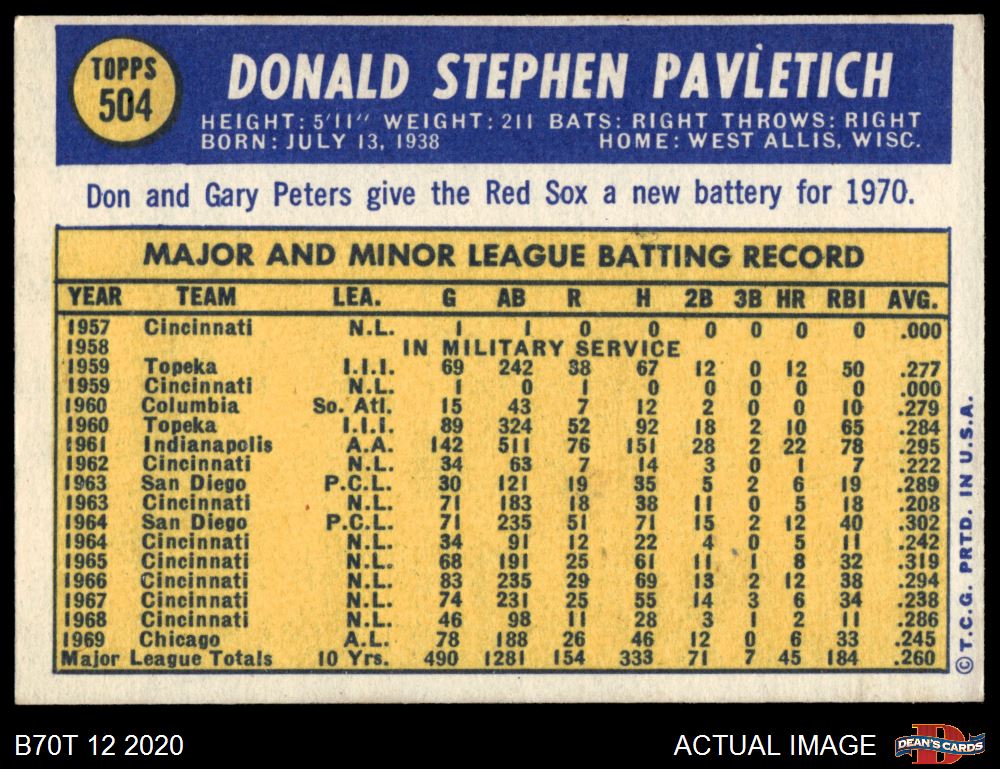 TOPPS
504
DONALD STEPHEN PAVLETICH
HEIGHT: 5'11" WEIGHT: 211 BATS: RIGHT THROWS: RIGHT
BORN: JULY 13, 1938 HOME: WEST ALLIS, WISC.
Don and Gary Peters give the Red Sox a new battery for 1970.
MAJOR AND MINOR LEAGUE BATTING RECORD
YEAR TEAM LEA. G AB R H 2B 3B HR RBI AVG.
1957 Cincinnati N.L. 1 1 0 0 0 0 0 0 .000
1958 IN MILITARY SERVICE
1959 Topeka I.I.I. 69 242 38 67 12 0 12 50 .277
1959 Cincinnati N.L. 1 0 1 0 0 0 0 0 .000
1960 Columbia So. Atl. 15 43 7 12 2 0 0 10 .279
1960 Topeka I.I.I. 89 324 52 92 18 2 10 65 .284
1961 Indianapolis A.A. 142 511 76 151 28 2 22 78 .295
1962 Cincinnati N.L. 34 63 7 14 3 0 1 7 .222
1963 San Diego P.C.L. 30 121 19 35 5 2 6 19 .289
1963 Cincinnati N.L. 71 183 18 38 11 0 5 18 .208
1964 San Diego P.C.L. 71 235 51 71 15 2 12 40 .302
1964 Cincinnati N.L. 34 91 12 22 4 0 5 11 .242
1965 Cincinnati N.L. 68 191 25 61 11 1 8 32 .319
1966 Cincinnati N.L. 83 235 29 69 13 2 12 38 .294
1967 Cincinnati N.L. 74 231 25 55 14 3 6 34 .238
1968 Cincinnati N.L. 46 98 11 28 3 1 2 11 .286
1969 Chicago A.L. 78 188 26 46 12 0 6 33 .245
Major League Totals 10 Yrs. 490 1281 154 333 71 7 45 184 .260
© T.C.G. PRTD. IN U.S.A.
B70T 12 2020
ACTUAL IMAGE
D
DEAN'S CARDS